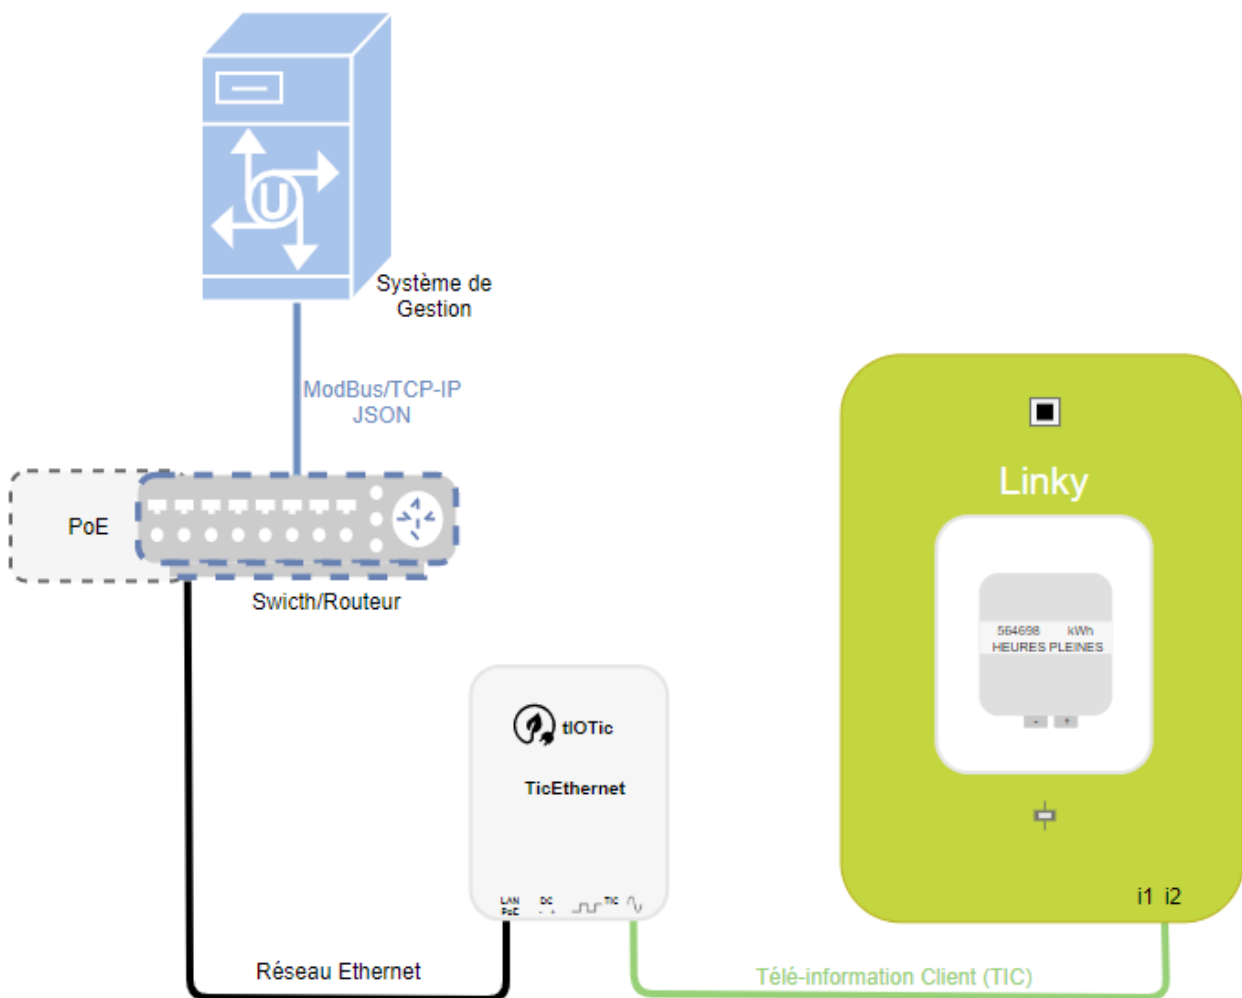 U
Système de
Gestion
ModBus/TCP-IP
JSON
PoE
Swicth/Routeur
Linky
564698 kWh
HEURES PLEINES
- +
tIOTic
TicEthernet
LAN DC TIC
PoE - +
i1 i2
Réseau Ethernet
Télé-information Client (TIC)